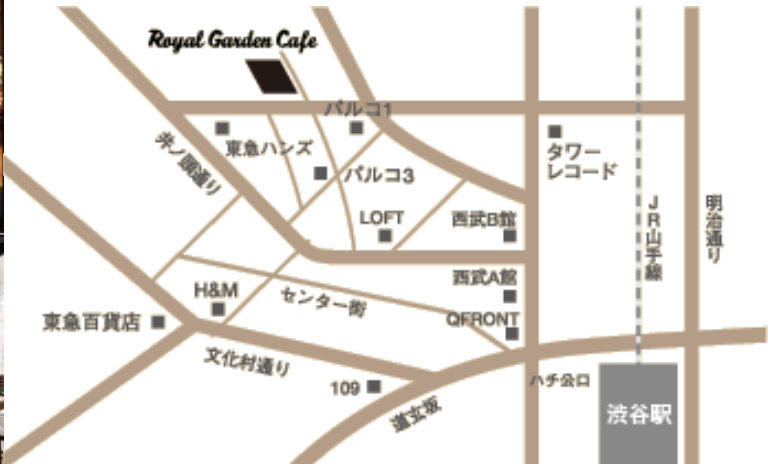 Royal Garden Cafe
パルコ1
東急ハンズ
井ノ頭通り
パルコ3
タワー
レコード
LOFT
西武B館
JR山手線
明治通り
西武A館
H&M
センター街
QFRONT
東急百貨店
文化村通り
109
道玄坂
ハチ公口
渋谷駅